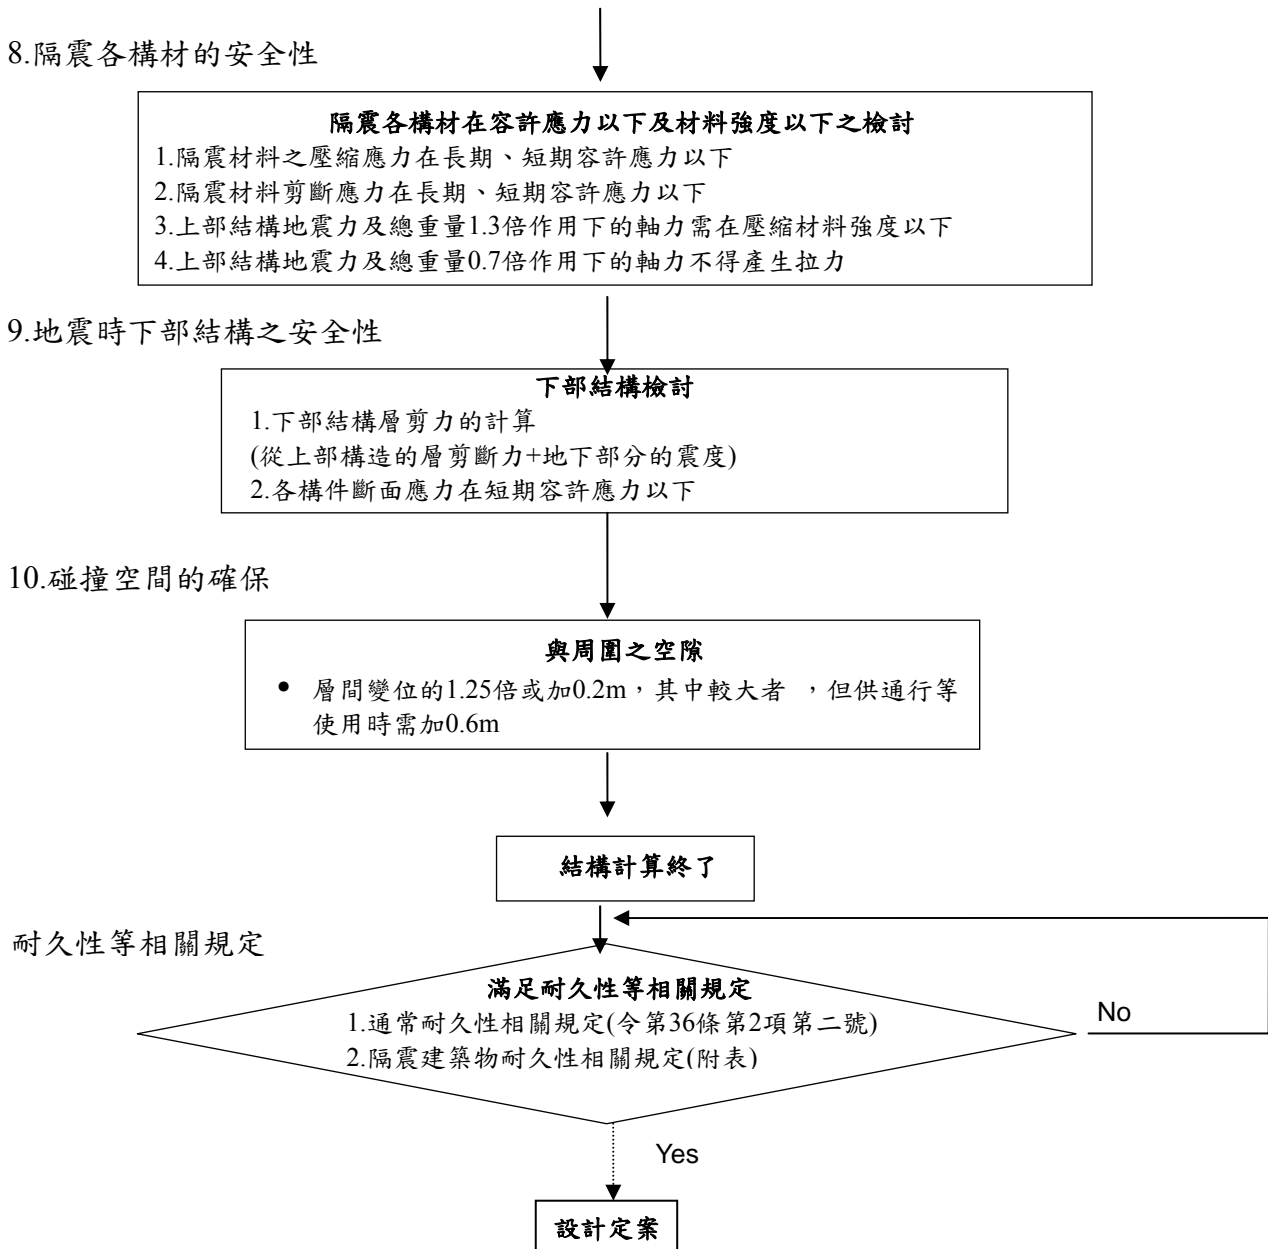 8.隔震各構材的安全性
隔震各構材在容許應力以下及材料強度以下之檢討
1.隔震材料之壓縮應力在長期、短期容許應力以下
2.隔震材料剪斷應力在長期、短期容許應力以下
3.上部結構地震力及總重量1.3倍作用下的軸力需在壓縮材料強度以下
4.上部結構地震力及總重量0.7倍作用下的軸力不得產生拉力
9.地震時下部結構之安全性
下部結構檢討
1.下部結構層剪力的計算
(從上部構造的層剪斷力+地下部分的震度)
2.各構件斷面應力在短期容許應力以下
10.碰撞空間的確保
與周圍之空隙
• 層間變位的1.25倍或加0.2m，其中較大者 ，但供通行等
使用時需加0.6m
結構計算終了
耐久性等相關規定
滿足耐久性等相關規定
1.通常耐久性相關規定(令第36條第2項第二號)
2.隔震建築物耐久性相關規定(附表)
No
Yes
設計定案